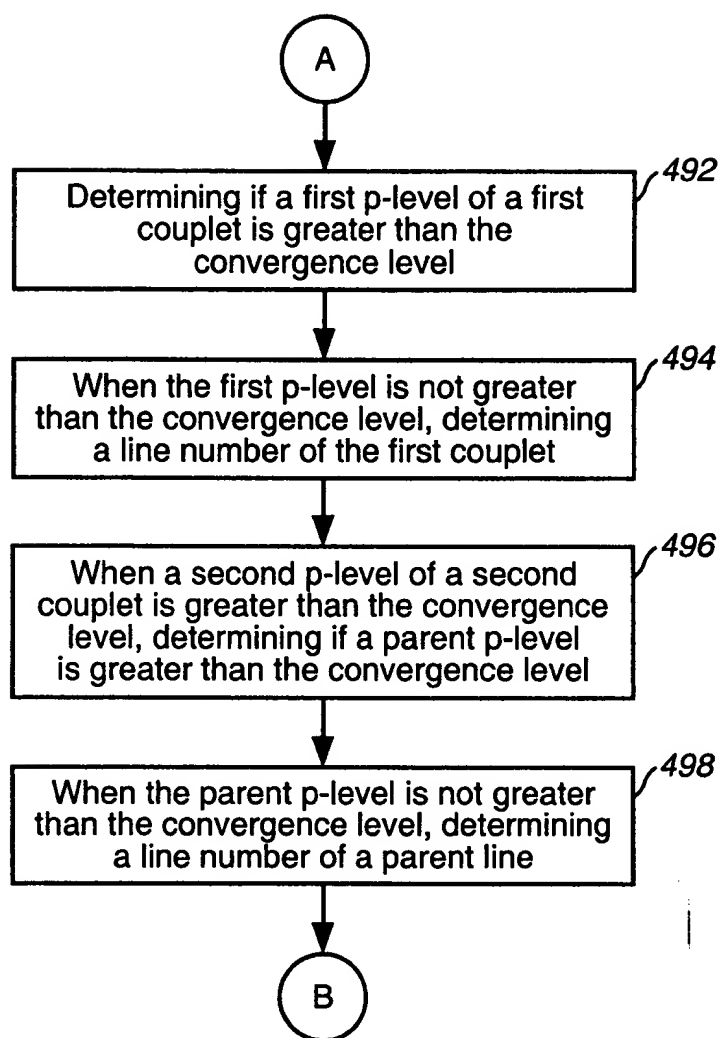 A
492
Determining if a first p-level of a first
couplet is greater than the
convergence level
494
When the first p-level is not greater
than the convergence level, determining
a line number of the first couplet
496
When a second p-level of a second
couplet is greater than the convergence
level, determining if a parent p-level
is greater than the convergence level
498
When the parent p-level is not greater
than the convergence level, determining
a line number of a parent line
B